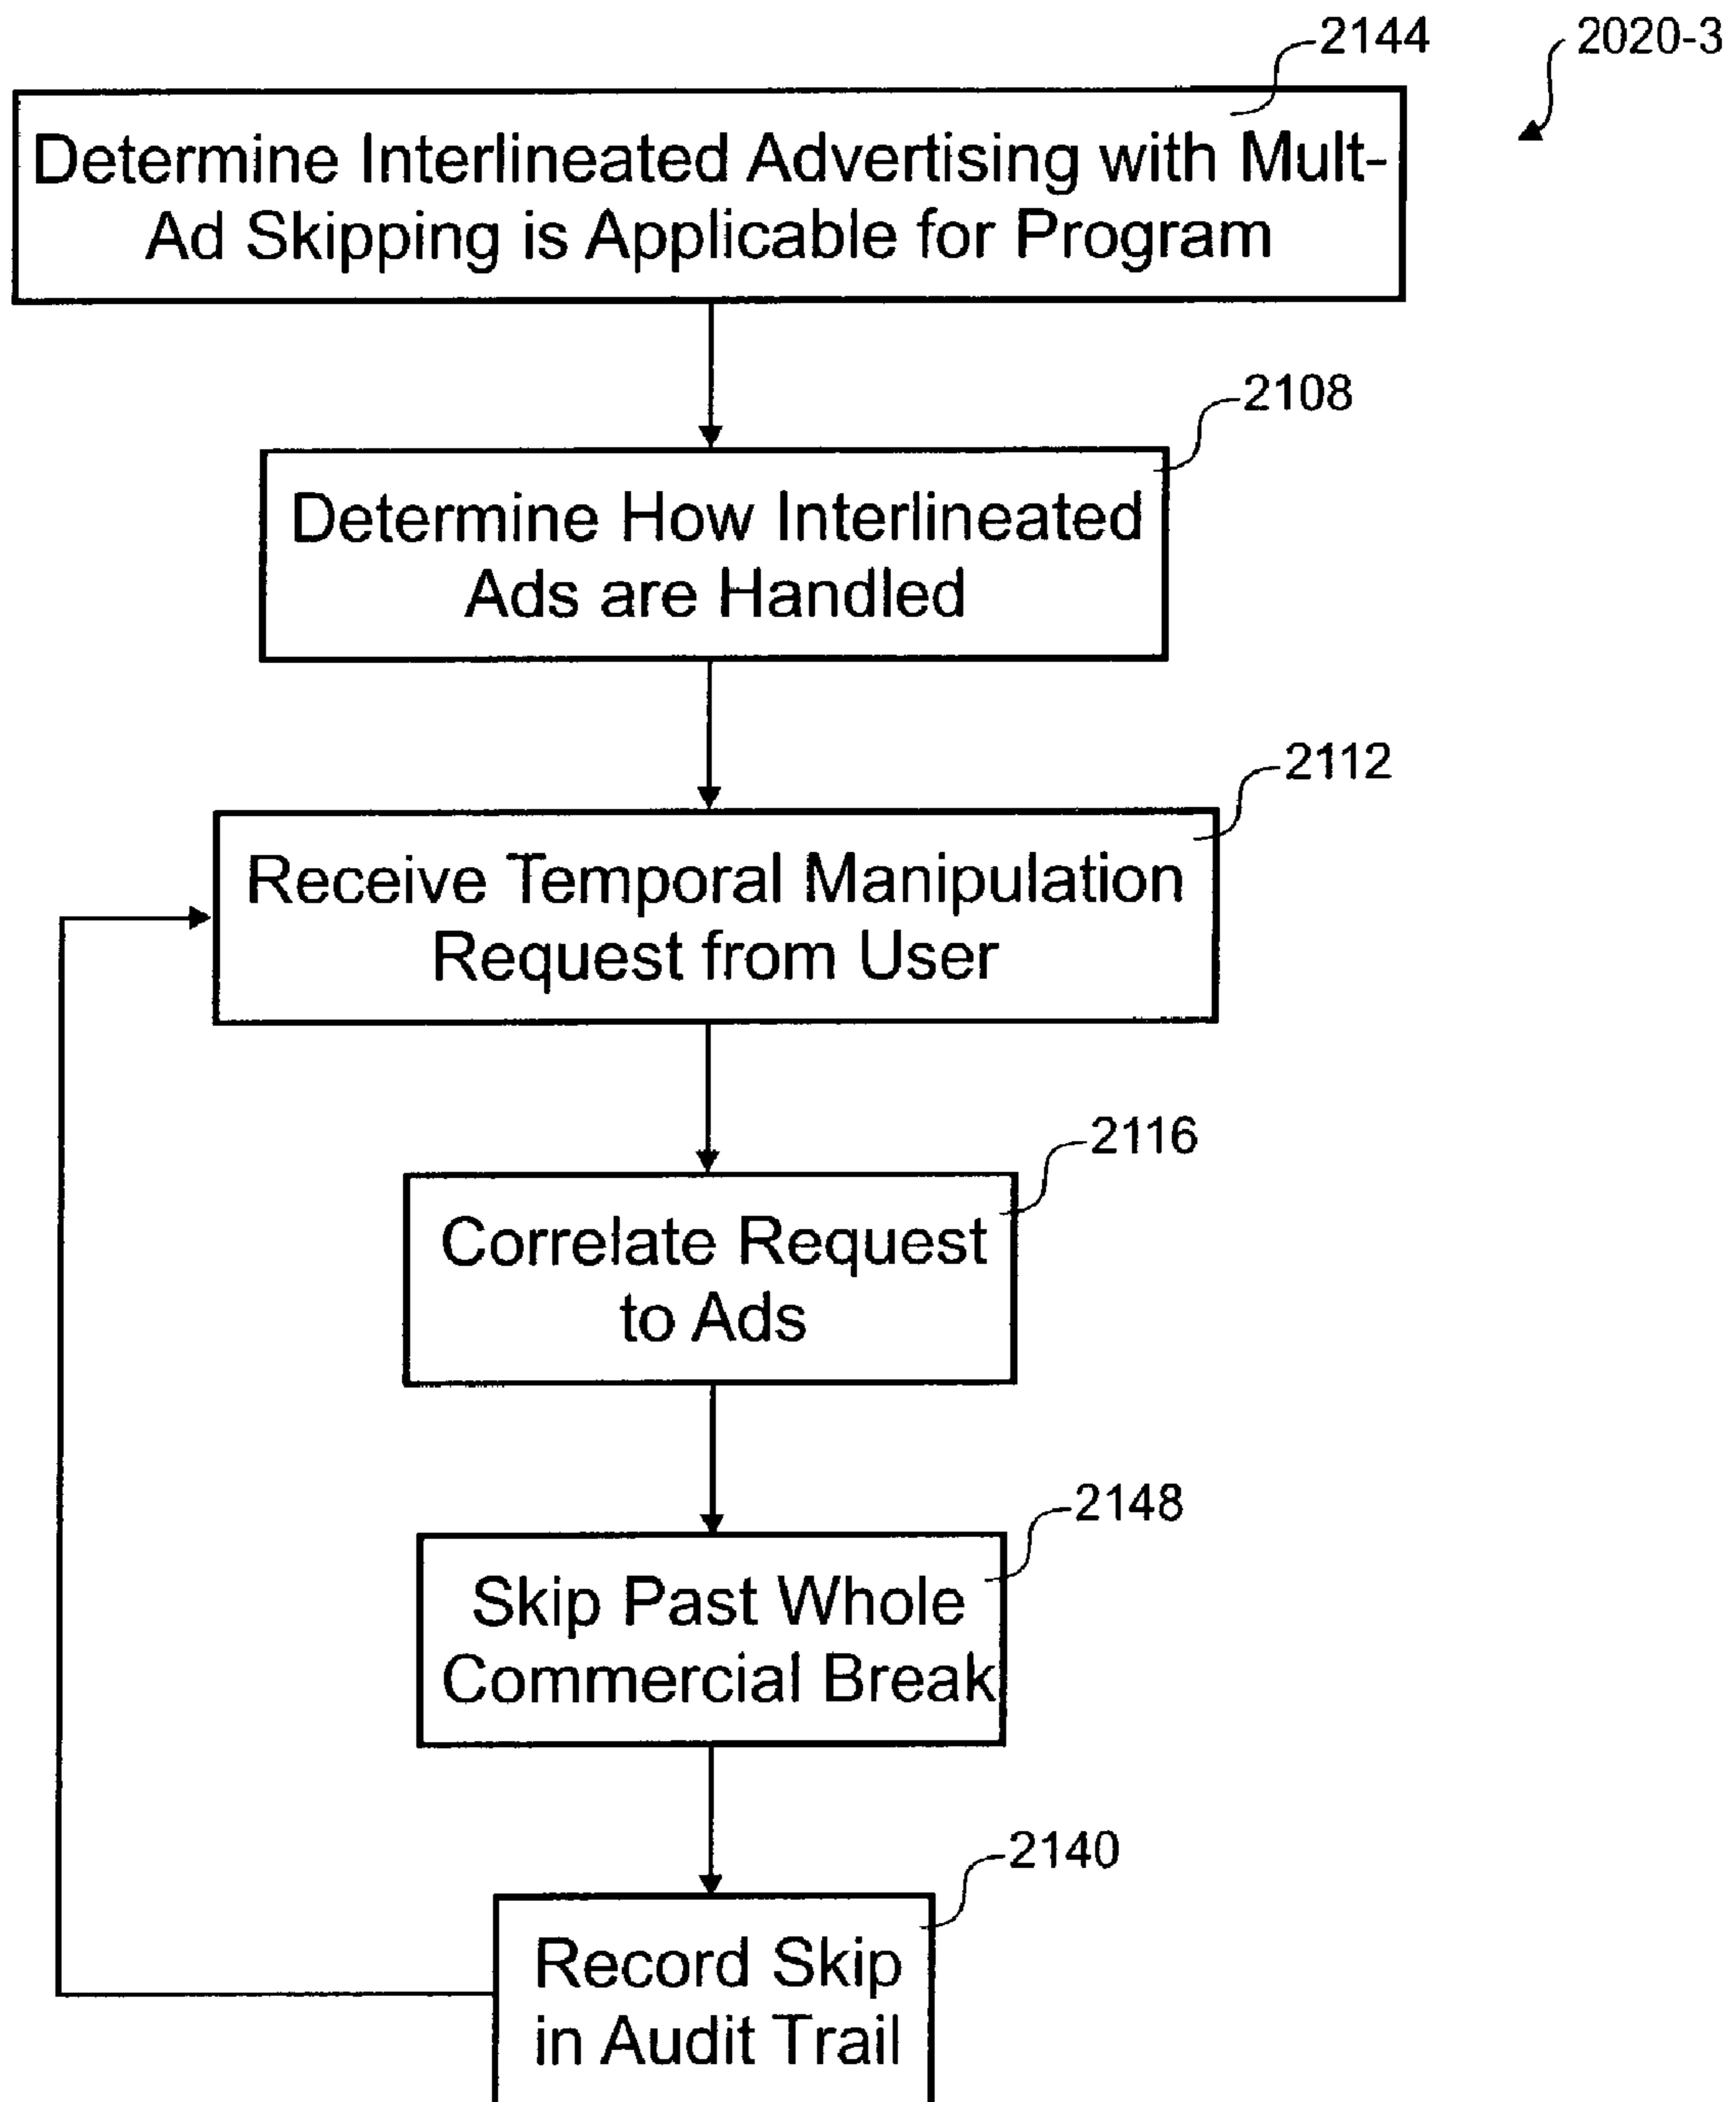 2144
2020-3
Determine Interlineated Advertising with Mult-
Ad Skipping is Applicable for Program
2108
Determine How Interlineated
Ads are Handled
2112
Receive Temporal Manipulation
Request from User
2116
Correlate Request
to Ads
2148
Skip Past Whole
Commercial Break
2140
Record Skip
in Audit Trail